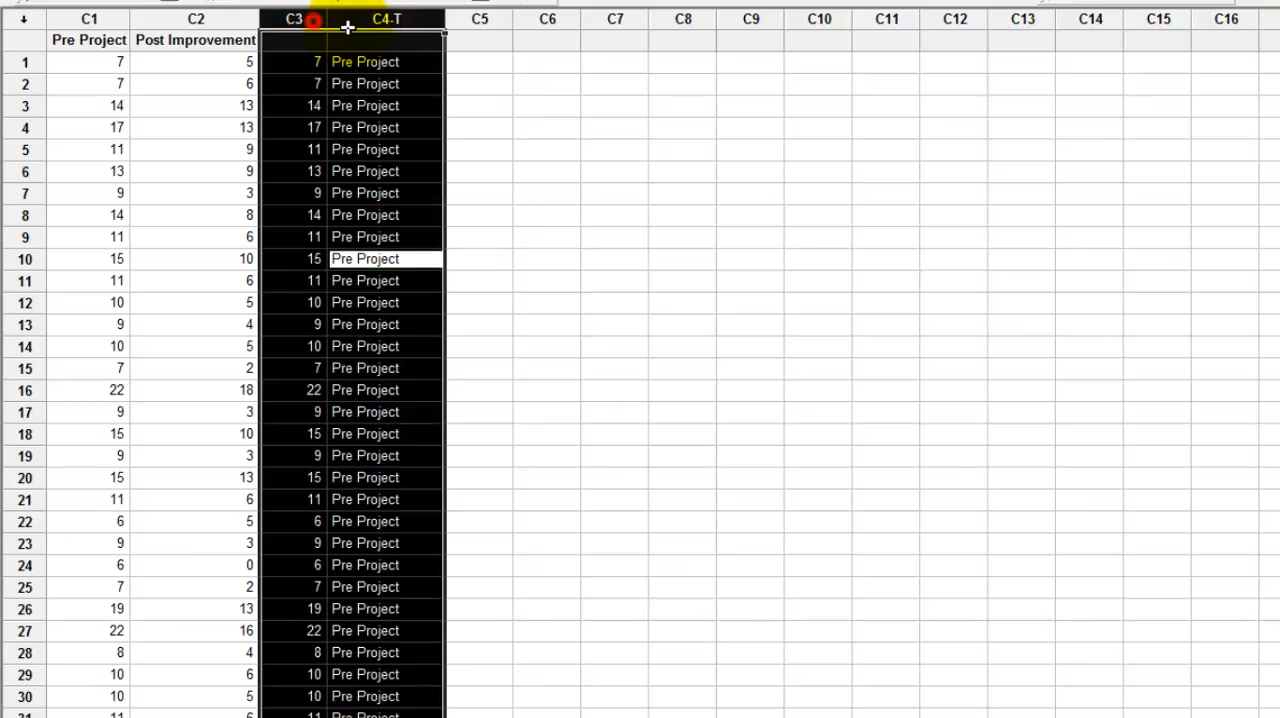 C1 C2 C3 C4-T C5 C6 C7 C8 C9 C10 C11 C12 C13 C14 C15 C16
Pre Project Post Improvement
1 7 5 7 Pre Project
2 7 6 7 Pre Project
3 14 13 14 Pre Project
4 17 13 17 Pre Project
5 11 9 11 Pre Project
6 13 9 13 Pre Project
7 9 3 9 Pre Project
8 14 8 14 Pre Project
9 11 6 11 Pre Project
10 15 10 15 Pre Project
11 11 6 11 Pre Project
12 10 5 10 Pre Project
13 9 4 9 Pre Project
14 10 5 10 Pre Project
15 7 2 7 Pre Project
16 22 18 22 Pre Project
17 9 3 9 Pre Project
18 15 10 15 Pre Project
19 9 3 9 Pre Project
20 15 13 15 Pre Project
21 11 6 11 Pre Project
22 6 5 6 Pre Project
23 9 3 9 Pre Project
24 6 0 6 Pre Project
25 7 2 7 Pre Project
26 19 13 19 Pre Project
27 22 16 22 Pre Project
28 8 4 8 Pre Project
29 10 6 10 Pre Project
30 10 5 10 Pre Project
11 6 11 Pre Project